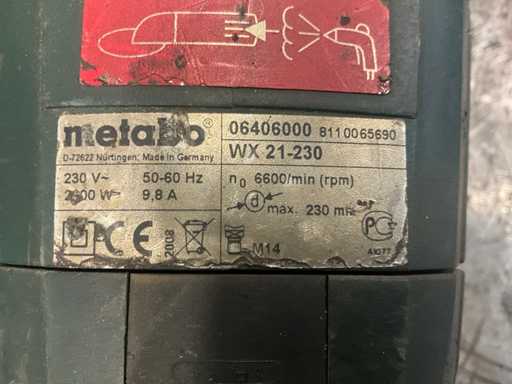 metabo®
D-72622 Nürtingen, Made in Germany
230 V~ 50-60 Hz
9,8 A
CE 2008
06406000 8110065690
WX 21-230
n0 6600/min (rpm)
d max. 230
M14